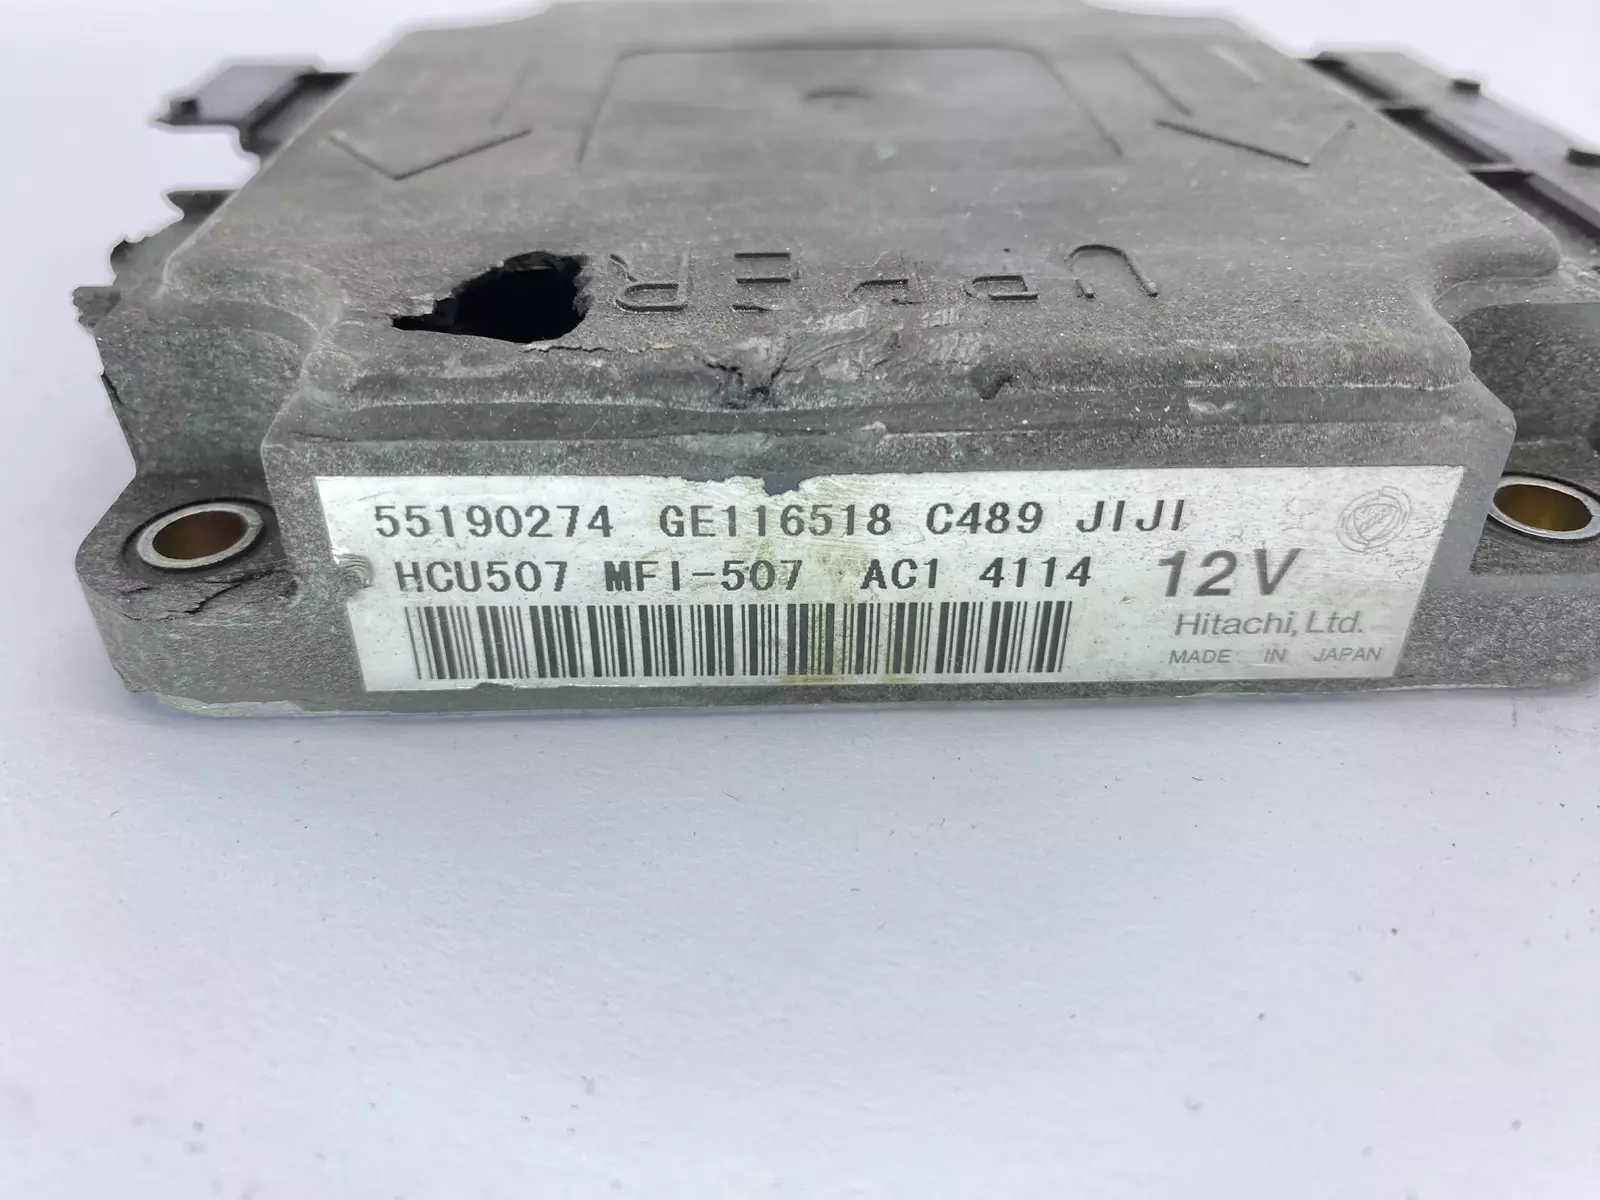 UPPER
55190274 GE116518 C489 JIJI
HCU507 MFI-507 AC1 4114 12V
Hitachi, Ltd.
MADE IN JAPAN